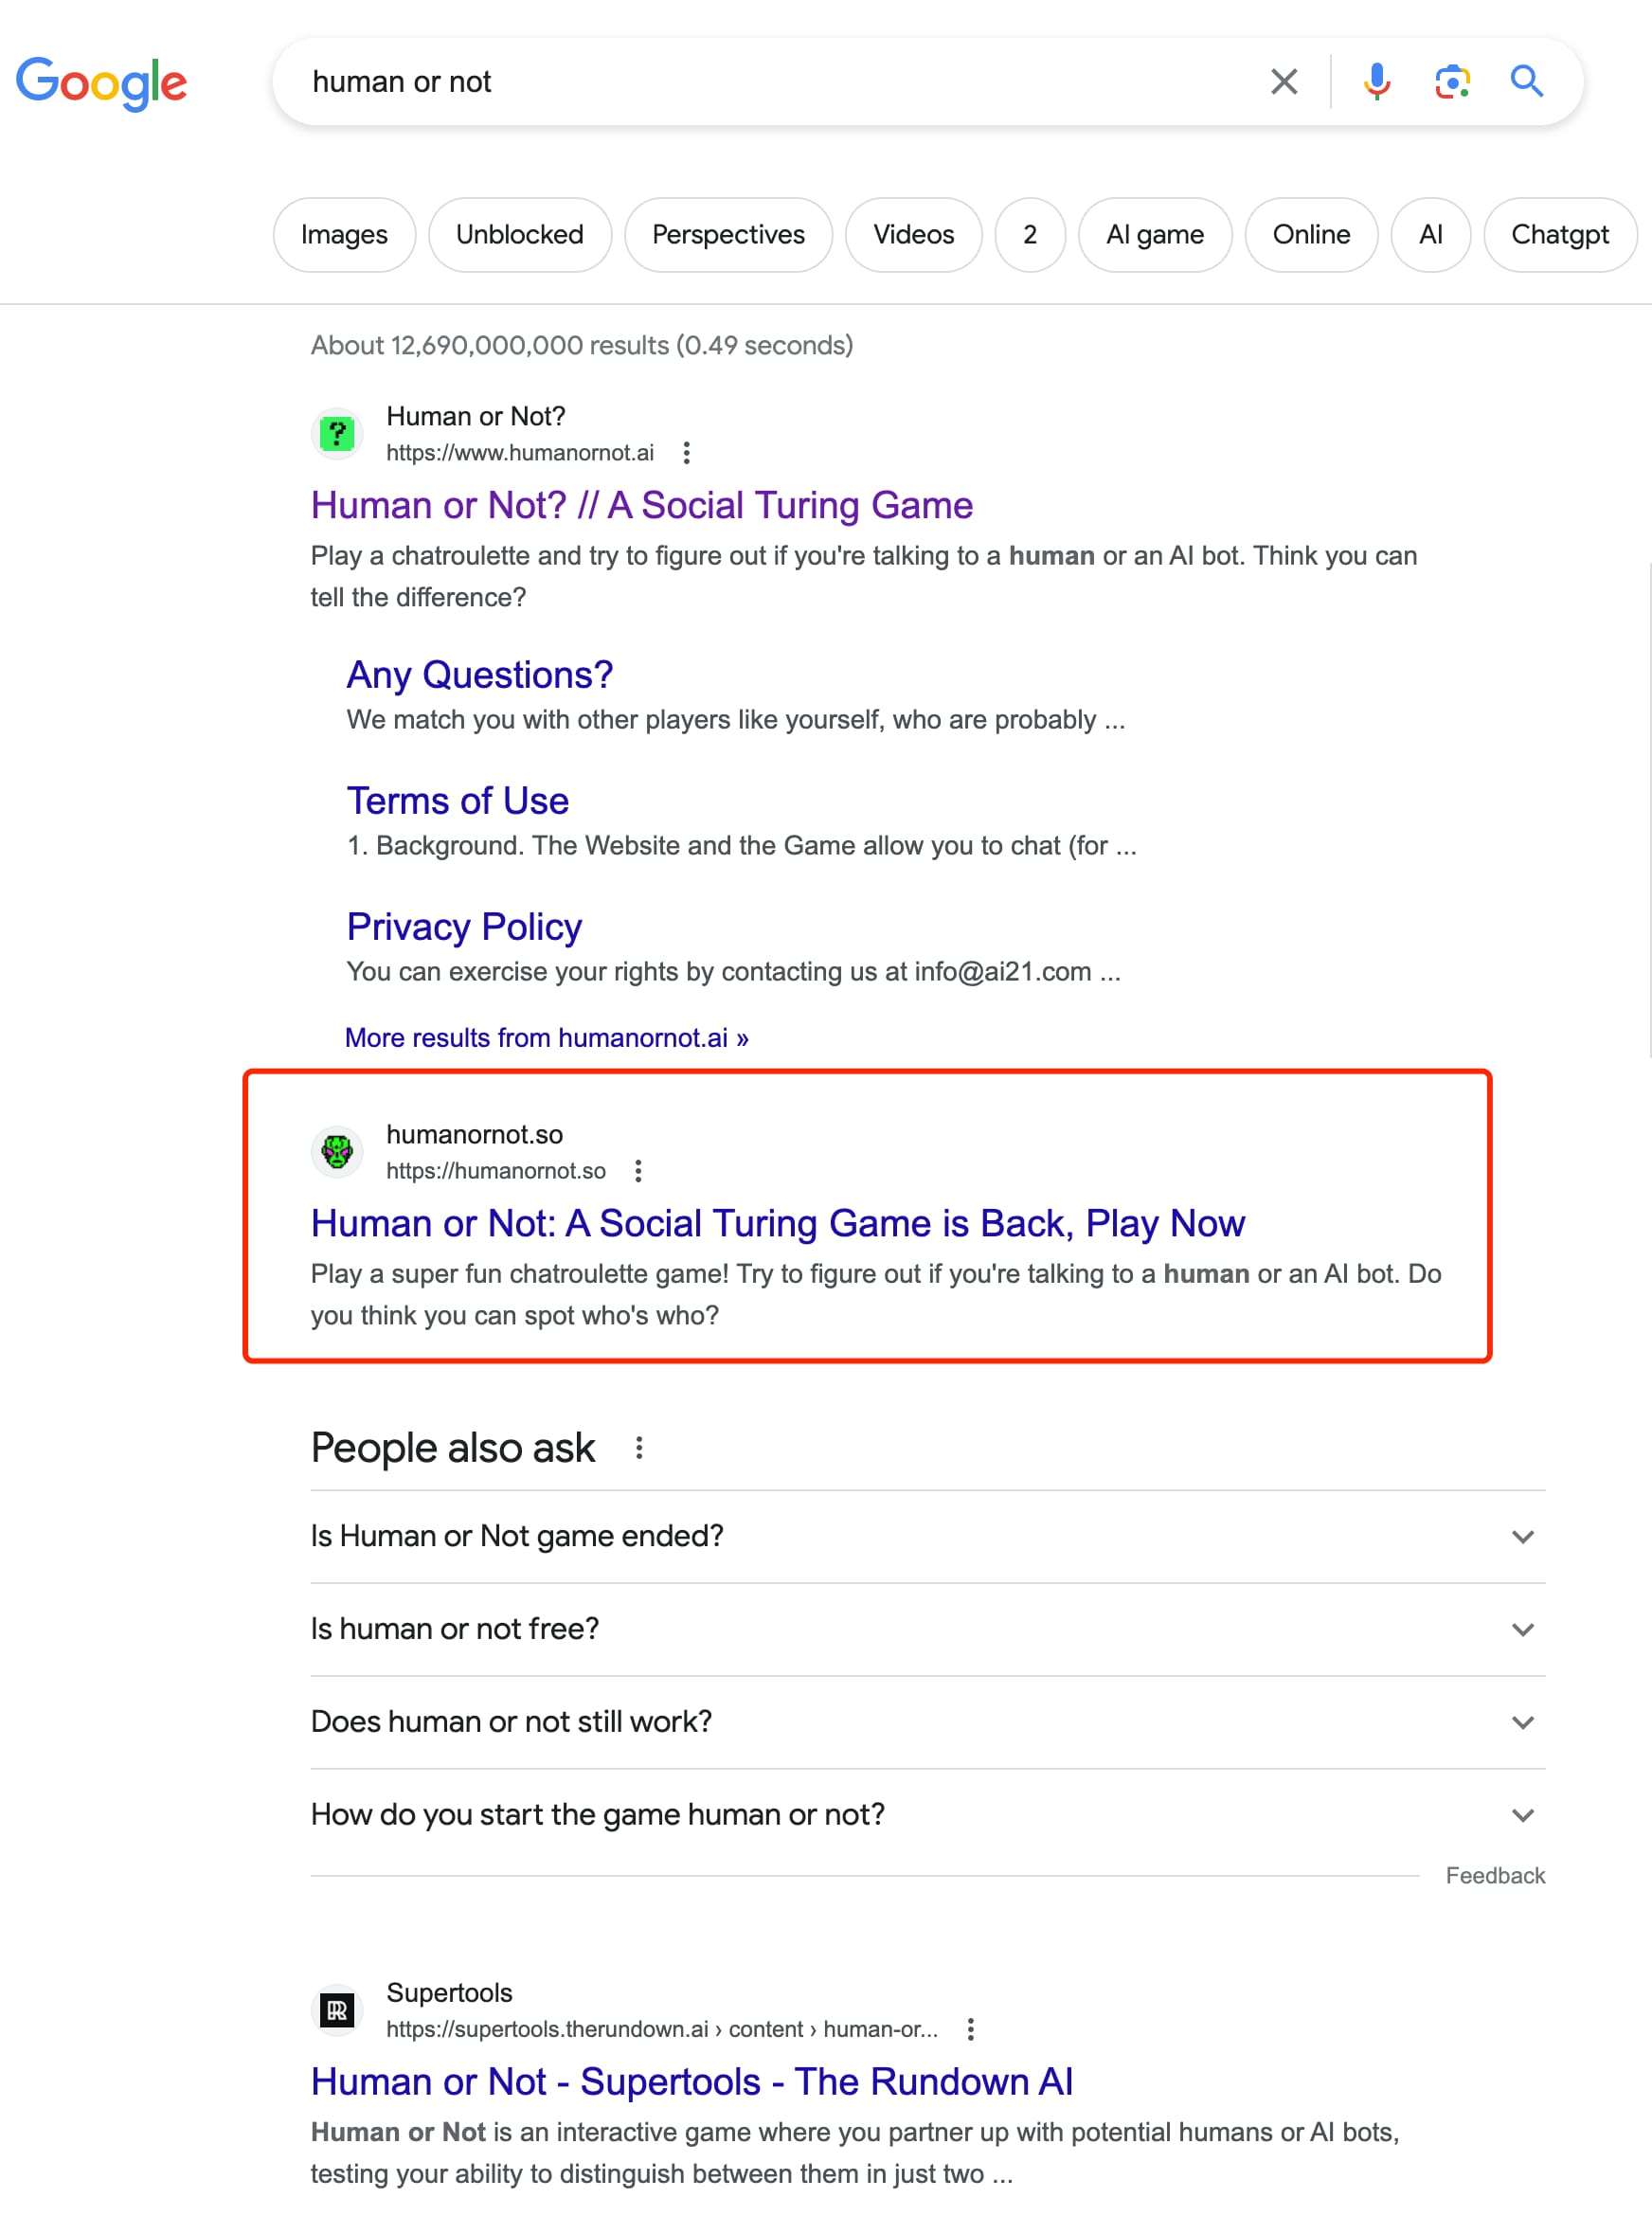 Google
human or not
Images
Unblocked
Perspectives
Videos
2
AI game
Online
AI
Chatgpt
About 12,690,000,000 results (0.49 seconds)
?
Human or Not?
https://www.humanornot.ai
Human or Not? // A Social Turing Game
Play a chatroulette and try to figure out if you're talking to a human or an AI bot. Think you can
tell the difference?
Any Questions?
We match you with other players like yourself, who are probably ...
Terms of Use
1. Background. The Website and the Game allow you to chat (for ...
Privacy Policy
You can exercise your rights by contacting us at info@ai21.com ...
More results from humanornot.ai »
humanornot.so
https://humanornot.so
Human or Not: A Social Turing Game is Back, Play Now
Play a super fun chatroulette game! Try to figure out if you're talking to a human or an AI bot. Do
you think you can spot who's who?
People also ask
Is Human or Not game ended?
Is human or not free?
Does human or not still work?
How do you start the game human or not?
Feedback
R
Supertools
https://supertools.therundown.ai › content › human-or...
Human or Not - Supertools - The Rundown AI
Human or Not is an interactive game where you partner up with potential humans or AI bots,
testing your ability to distinguish between them in just two ...